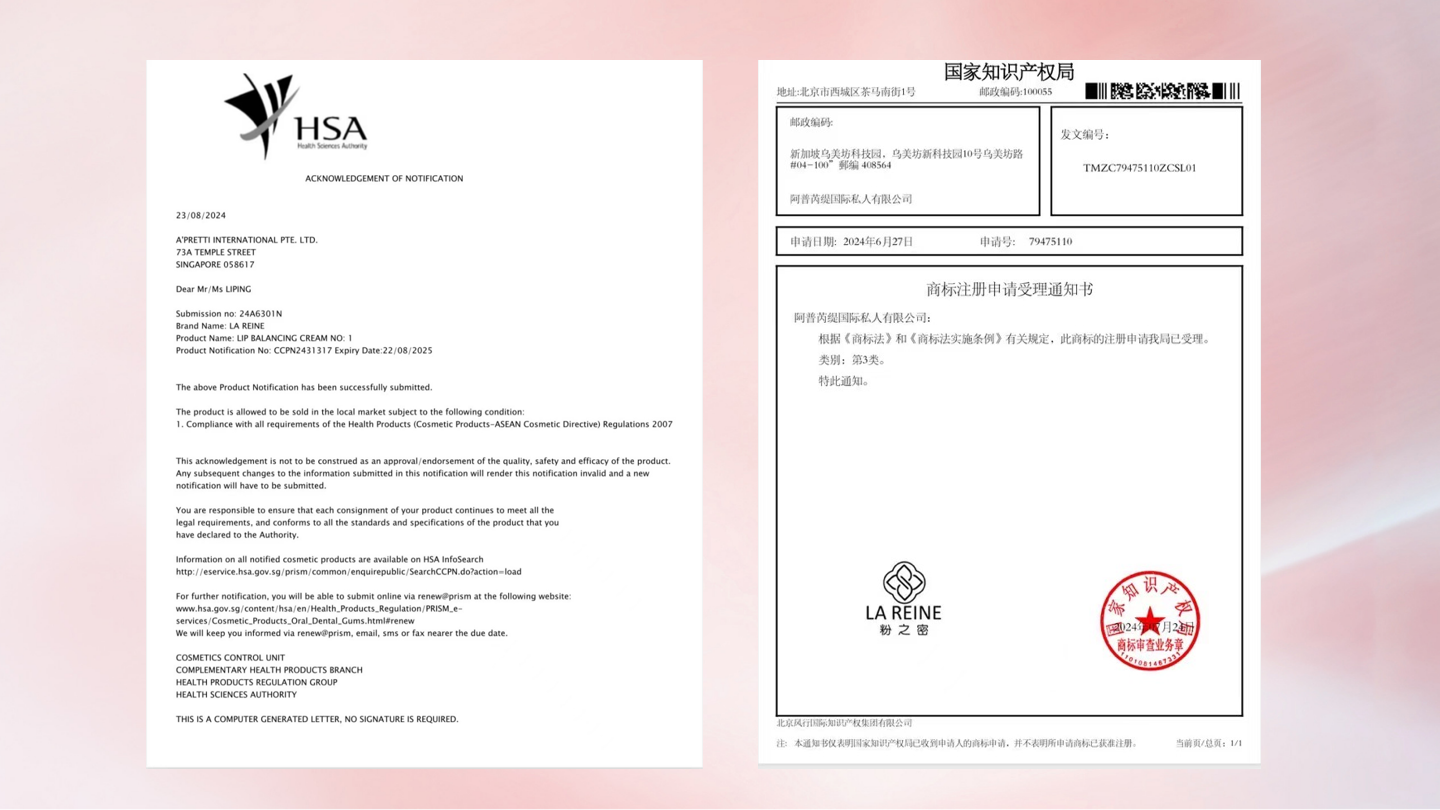 HSA
Health Sciences Authority
ACKNOWLEDGEMENT OF NOTIFICATION
23/08/2024
A'PRETTI INTERNATIONAL PTE. LTD.
73A TEMPLE STREET
SINGAPORE 058617
Dear Mr/Ms LIPING
Submission no: 24A6301N
Brand Name: LA REINE
Product Name: LIP BALANCING CREAM NO: 1
Product Notification No: CCPN2431317 Expiry Date:22/08/2025
The above Product Notification has been successfully submitted.
The product is allowed to be sold in the local market subject to the following condition:
1. Compliance with all requirements of the Health Products (Cosmetic Products-ASEAN Cosmetic Directive) Regulations 2007
This acknowledgement is not to be construed as an approval/endorsement of the quality, safety and efficacy of the product.
Any subsequent changes to the information submitted in this notification will render this notification invalid and a new
notification will have to be submitted.
You are responsible to ensure that each consignment of your product continues to meet all the
legal requirements, and conforms to all the standards and specifications of the product that you
have declared to the Authority.
Information on all notified cosmetic products are available on HSA InfoSearch
http://eservice.hsa.gov.sg/prism/common/enquirepublic/SearchCCPN.do?action=load
For further notification, you will be able to submit online via renew@prism at the following website:
www.hsa.gov.sg/content/hsa/en/Health_Products_Regulation/PRISM_e-
services/Cosmetic_Products_Oral_Dental_Gums.html#renew
We will keep you informed via renew@prism, email, sms or fax nearer the due date.
COSMETICS CONTROL UNIT
COMPLEMENTARY HEALTH PRODUCTS BRANCH
HEALTH PRODUCTS REGULATION GROUP
HEALTH SCIENCES AUTHORITY
THIS IS A COMPUTER GENERATED LETTER, NO SIGNATURE IS REQUIRED.
国家知识产权局
地址:北京市西城区茶马南街1号 邮政编码:100055
邮政编码:
新加坡乌美坊科技园，乌美坊新科技园10号乌美坊路
#04-100" 郵编 408564
阿普芮缇国际私人有限公司
发文编号:
TMZC79475110ZCSL01
申请日期: 2024年6月27日 申请号: 79475110
商标注册申请受理通知书
阿普芮缇国际私人有限公司:
根据《商标法》和《商标法实施条例》有关规定，此商标的注册申请我局已受理。
类别: 第3类。
特此通知。
LA REINE
粉之密
国家知识产权局
商标审查业务章
北京风行国际知识产权集团有限公司
注: 本通知书仅表明国家知识产权局已收到申请人的商标申请，并不表明所申请商标已获准注册。 当前页/总页: 1/1